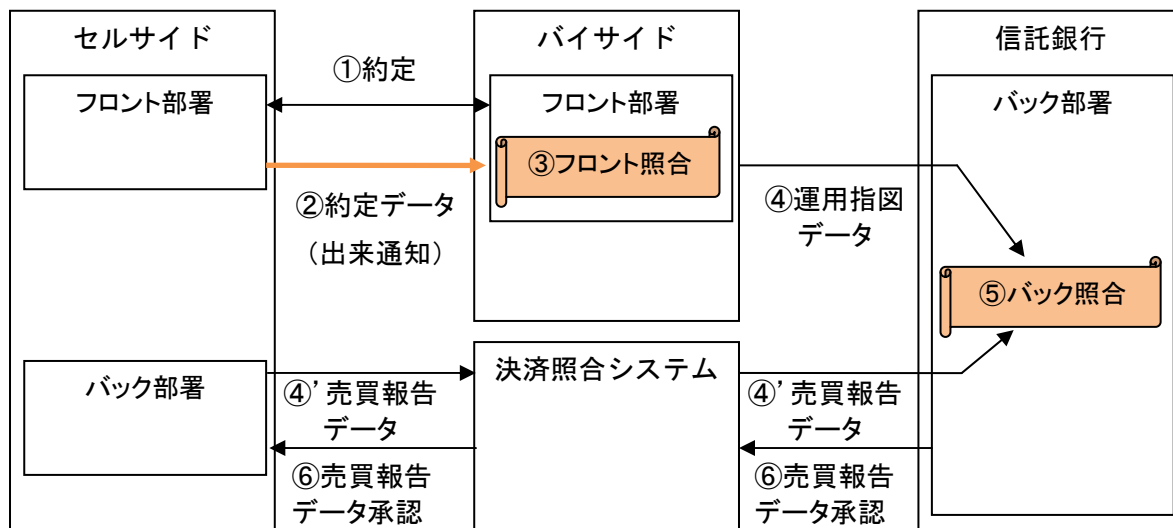 セルサイド
バイサイド
信託銀行
①約定
フロント部署
フロント部署
バック部署
③フロント照合
②約定データ
（出来通知）
④運用指図
データ
⑤バック照合
バック部署
決済照合システム
④’売買報告
データ
④’売買報告
データ
⑥売買報告
データ承認
⑥売買報告
データ承認